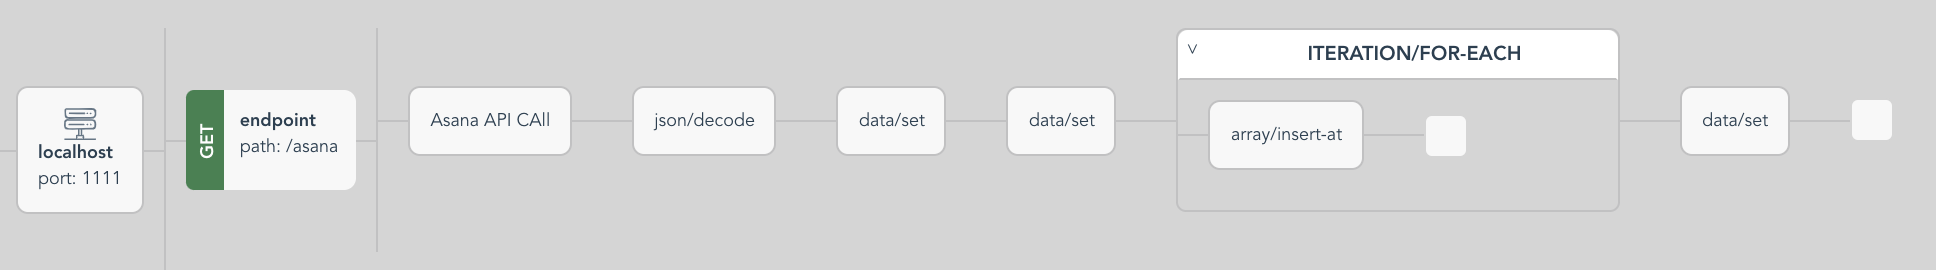 localhost
port: 1111
GET
endpoint
path: /asana
Asana API CAll
json/decode
data/set
data/set
V
ITERATION/FOR-EACH
array/insert-at
data/set